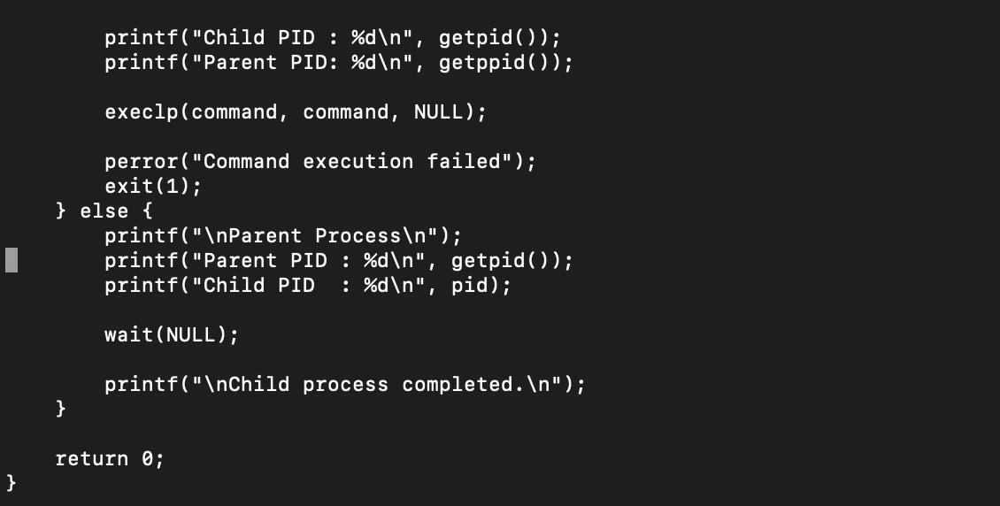 printf("Child PID : %d\n", getpid());
        printf("Parent PID: %d\n", getppid());
        execlp(command, command, NULL);
        perror("Command execution failed");
        exit(1);
    } else {
        printf("\nParent Process\n");
        printf("Parent PID : %d\n", getpid());
        printf("Child PID  : %d\n", pid);
        wait(NULL);
        printf("\nChild process completed.\n");
    }
    return 0;
}